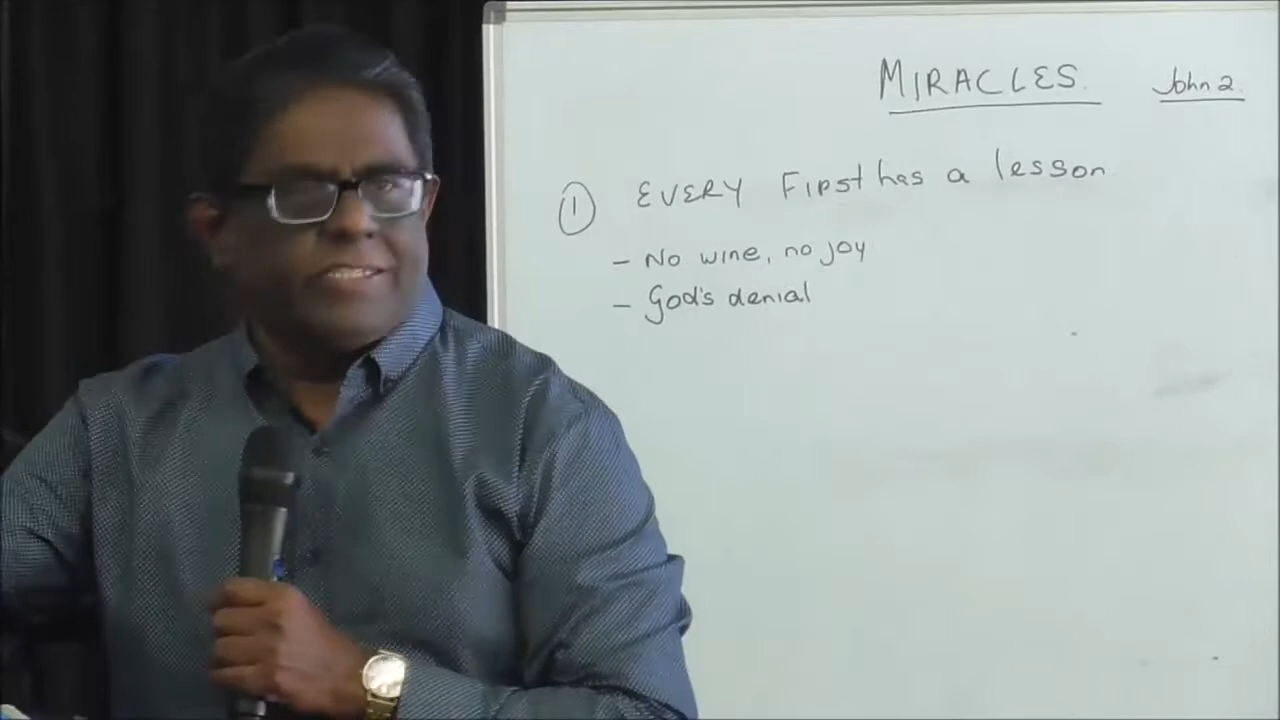 MIRACLES. John 2.
① EVERY First has a lesson
- No wine, no joy
- God's denial